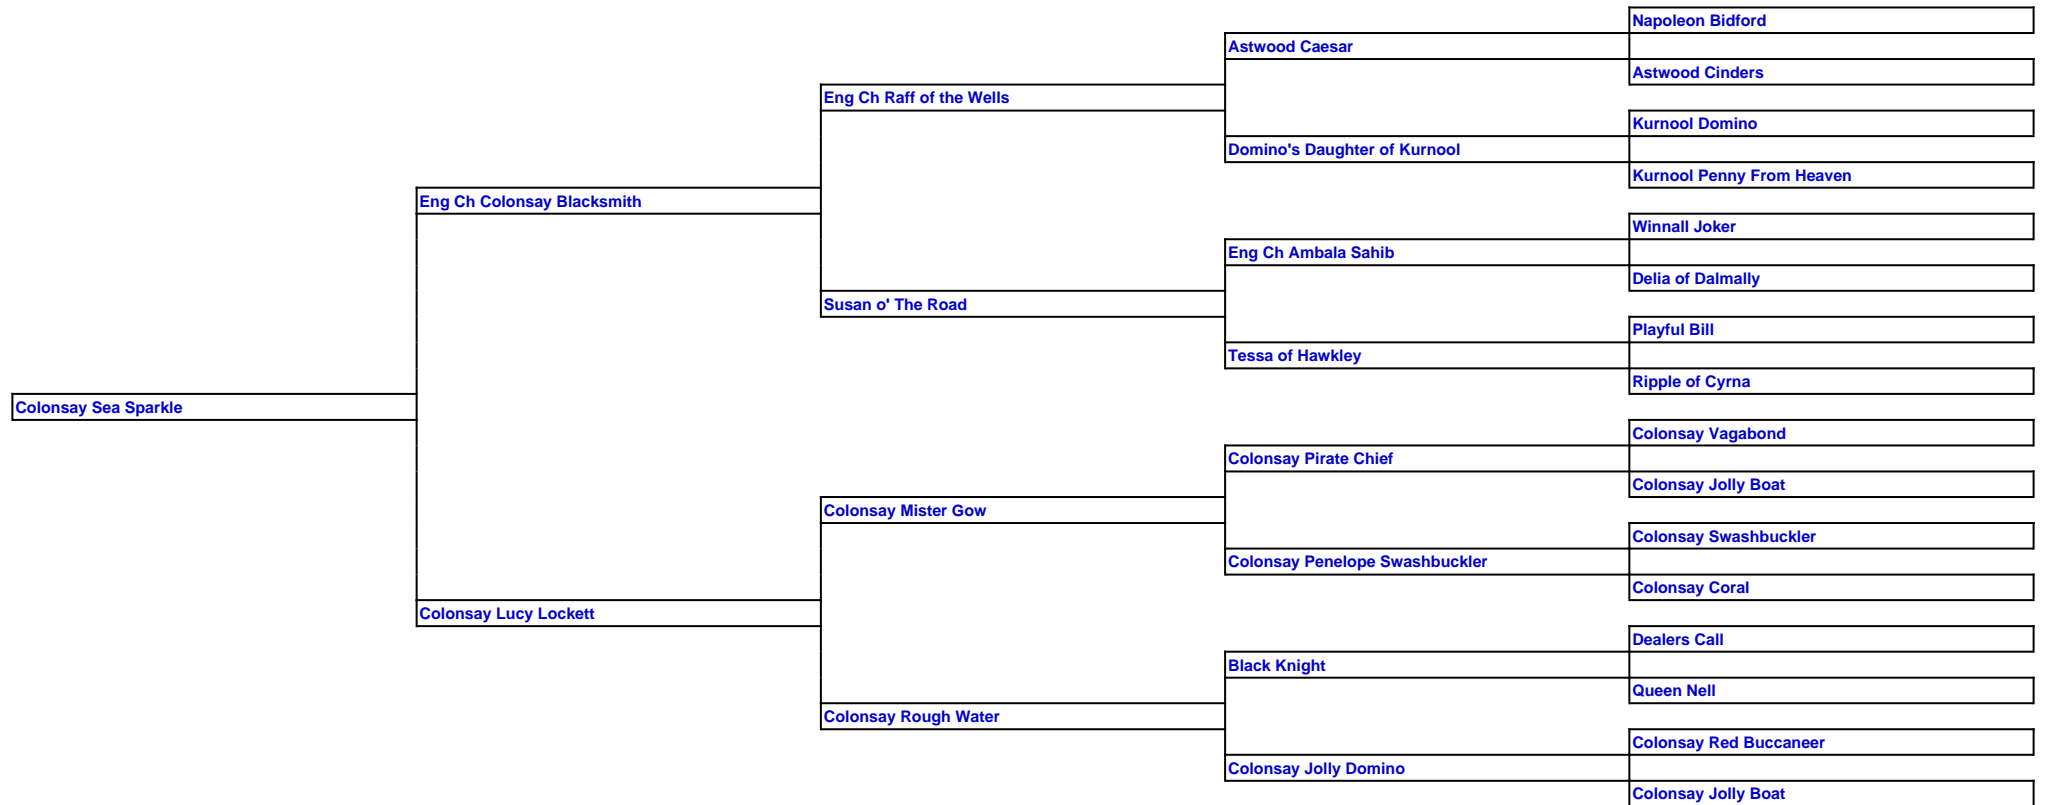 Napoleon Bidford
Astwood Caesar
Astwood Cinders
Eng Ch Raff of the Wells
Kurnool Domino
Domino's Daughter of Kurnool
Kurnool Penny From Heaven
Eng Ch Colonsay Blacksmith
Winnall Joker
Eng Ch Ambala Sahib
Delia of Dalmally
Susan o' The Road
Playful Bill
Tessa of Hawkley
Ripple of Cyrna
Colonsay Sea Sparkle
Colonsay Vagabond
Colonsay Pirate Chief
Colonsay Jolly Boat
Colonsay Mister Gow
Colonsay Swashbuckler
Colonsay Penelope Swashbuckler
Colonsay Coral
Colonsay Lucy Lockett
Dealers Call
Black Knight
Queen Nell
Colonsay Rough Water
Colonsay Red Buccaneer
Colonsay Jolly Domino
Colonsay Jolly Boat